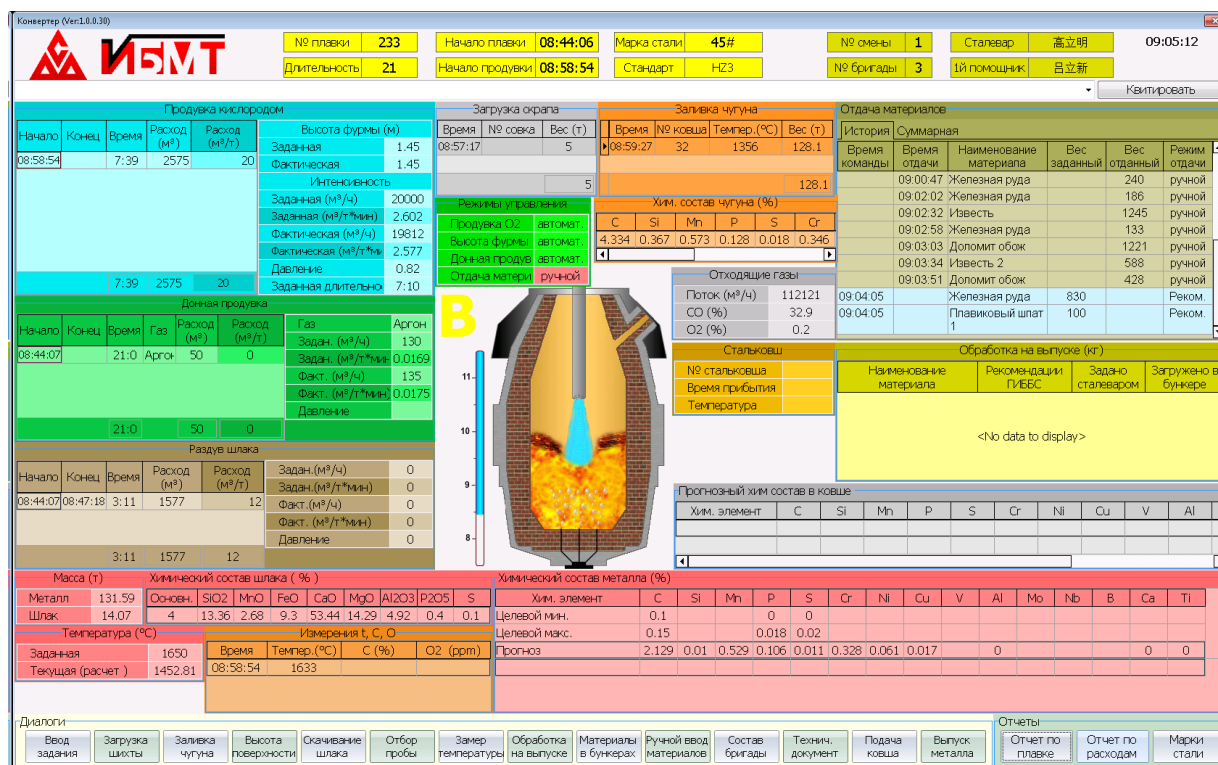 Конвертер (Ver:1.0.0.30)
ИБМТ
№ плавки 233 Начало плавки 08:44:06 Марка стали 45# № смены 1 Сталевар 高立明 09:05:12
Длительность 21 Начало продувки 08:58:54 Стандарт HZ3 № бригады 3 1й помощник 吕立新
Квитировать
Продувка кислородом
Начало Конец Время Расход (м³) Расход (м³/т)
08:58:54 7:39 2575 20
7:39 2575 20
Высота фурмы (м)
Заданная 1.45
Фактическая 1.45
Интенсивность
Заданная (м³/ч) 20000
Заданная (м³/т*мин) 2.602
Фактическая (м³/ч) 19812
Фактическая (м³/т*ми 2.577
Давление 0.82
Заданная длительно 7:10
Загрузка скрапа
Время № совка Вес (т)
08:57:17 5
5
Заливка чугуна
Время № ковша Темпер.(°C) Вес (т)
08:59:27 32 1356 128.1
128.1
Режимы управления
Продувка О2 автомат.
Высота фурмы автомат.
Донная продув автомат.
Отдача матери ручной
Хим. состав чугуна (%)
C Si Mn P S Cr
4.334 0.367 0.573 0.128 0.018 0.346
Отходящие газы
Поток (м³/ч) 112121
CO (%) 32.9
O2 (%) 0.2
Отдача материалов
История Суммарная
Время команды Время отдачи Наименование материала Вес заданный Вес отданный Режим отдачи
09:00:47 Железная руда 240 ручной
09:02:02 Железная руда 186 ручной
09:02:32 Известь 1245 ручной
09:02:58 Железная руда 133 ручной
09:03:03 Доломит обож 1221 ручной
09:03:34 Известь 2 588 ручной
09:03:51 Доломит обож 428 ручной
09:04:05 Железная руда 830 Реком.
09:04:05 Плавиковый шпат 1 100 Реком.
Донная продувка
Начало Конец Время Газ Расход (м³) Расход (м³/т)
08:44:07 21:0 Аргон 50 0
21:0 50 0
Газ Аргон
Задан. (м³/ч) 130
Задан. (м³/т*мин 0.0169
Факт. (м³/ч) 135
Факт. (м³/т*мин) 0.0175
Давление
В
11
10
9
8
Стальковш
№ стальковша
Время прибытия
Температура
Обработка на выпуске (кг)
Наименование материала Рекомендации ГИББС Задано сталеваром Загружено в бункере
<No data to display>
Раздув шлака
Начало Конец Время Расход (м³) Расход (м³/т)
08:44:07 08:47:18 3:11 1577 12
3:11 1577 12
Задан.(м³/ч) 0
Задан.(м³/т*мин) 0
Факт.(м³/ч) 0
Факт. (м³/т*мин) 0
Давление 0
Прогнозный хим состав в ковше
Хим. элемент C Si Mn P S Cr Ni Cu V Al
Масса (т)
Металл 131.59
Шлак 14.07
Химический состав шлака ( % )
Основн. SiO2 MnO FeO CaO MgO Al2O3 P2O5 S
4 13.36 2.68 9.3 53.44 14.29 4.92 0.4 0.1
Температура (°C)
Заданная 1650
Текущая (расчет ) 1452.81
Измерения t, C, O
Время Темпер.(°C) C (%) O2 (ppm)
08:58:54 1633
Химический состав металла (%)
Хим. элемент C Si Mn P S Cr Ni Cu V Al Mo Nb B Ca Ti
Целевой мин. 0.1 0 0
Целевой макс. 0.15 0.018 0.02
Прогноз 2.129 0.01 0.529 0.106 0.011 0.328 0.061 0.017 0 0 0
Диалоги
Ввод задания
Загрузка шихты
Заливка чугуна
Высота поверхности
Скачивание шлака
Отбор пробы
Замер температуры
Обработка на выпуске
Материалы в бункерах
Ручной ввод материалов
Состав бригады
Технич. документ
Подача ковша
Выпуск металла
Отчеты
Отчет по плавке
Отчет по расходам
Марки стали